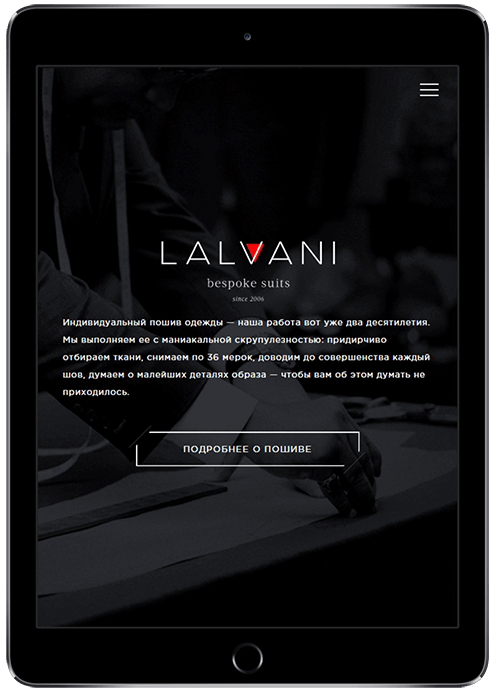 LALVANI
bespoke suits
since 2006
Индивидуальный пошив одежды — наша работа вот уже два десятилетия.
Мы выполняем ее с маниакальной скрупулезностью: придирчиво
отбираем ткани, снимаем по 36 мерок, доводим до совершенства каждый
шов, думаем о малейших деталях образа — чтобы вам об этом думать не
приходилось.
ПОДРОБНЕЕ О ПОШИВЕ